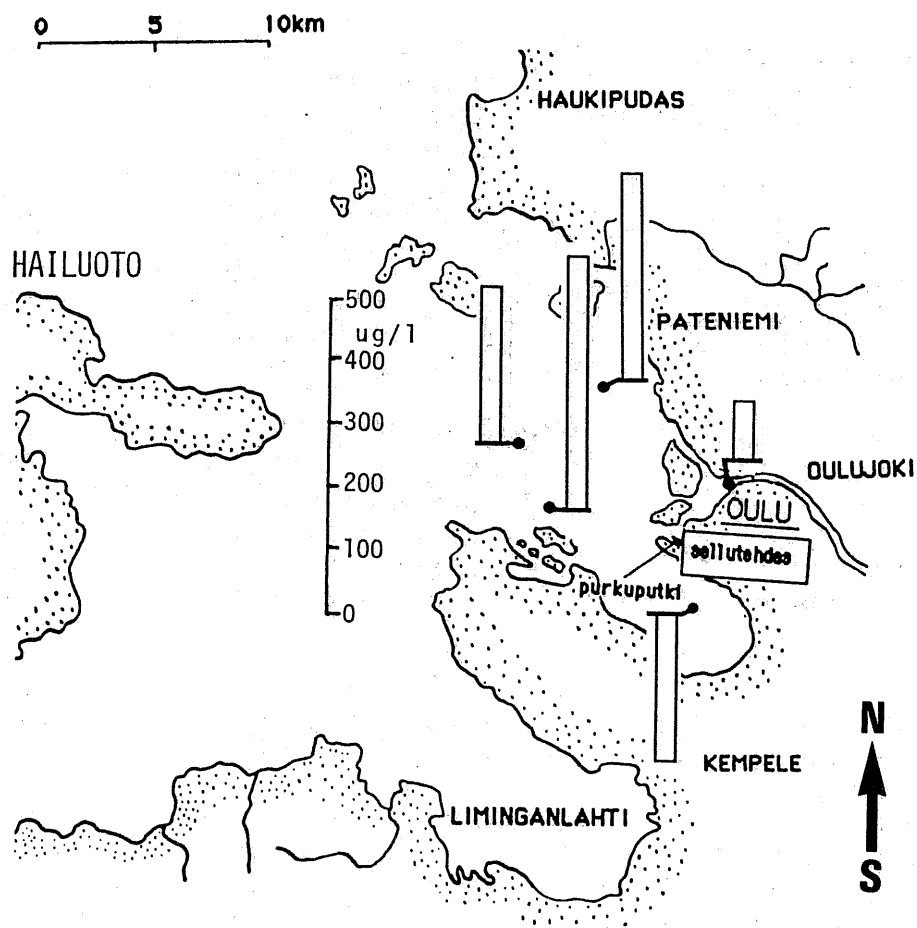 0 5 10km
HAUKIPUDAS
HAILUOTO
500
ug/l
400
300
200
100
0
PATENIEMI
OULUJOKI
OULU
sellutehdas
purkuputki
KEMPELE
LIMINGANLAHTI
N
S